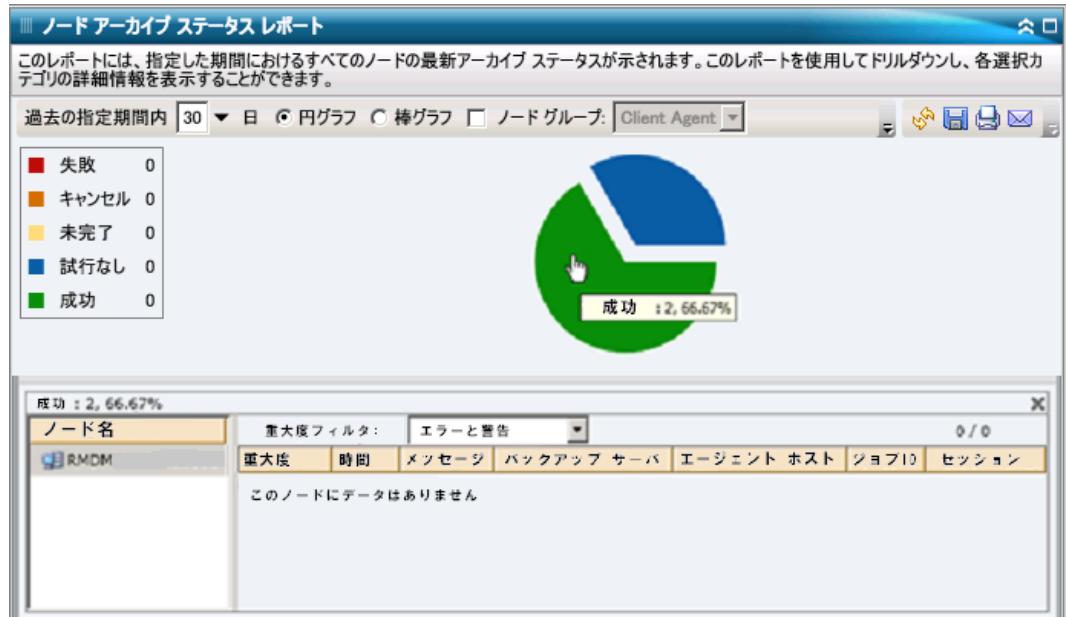 ノード アーカイブ ステータス レポート
このレポートには、指定した期間におけるすべてのノードの最新アーカイブ ステータスが示されます。このレポートを使用してドリルダウンし、各選択カ
テゴリの詳細情報を表示することができます。
過去の指定期間内 30 日 円グラフ 棒グラフ ノード グループ: Client Agent
失敗 0
キャンセル 0
未完了 0
試行なし 0
成功 0
成功 : 2, 66.67%
成功 : 2, 66.67%
ノード名
RMDM
重大度フィルタ: エラーと警告 0 / 0
重大度 時間 メッセージ バックアップ サーバ エージェント ホスト ジョブID セッション
このノードにデータはありません